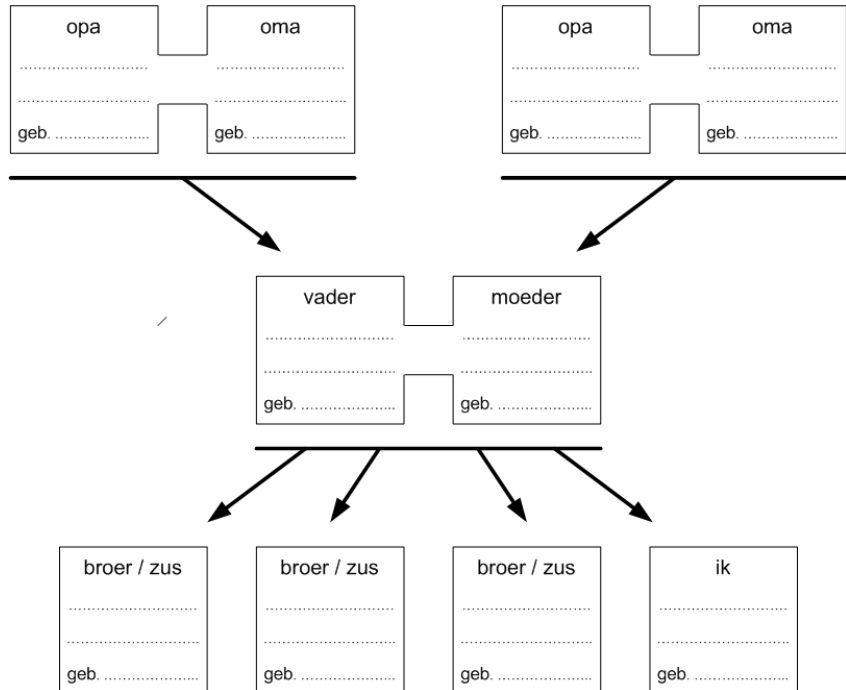 opa oma opa oma
geb. geb. geb. geb.
vader moeder
geb. geb.
broer / zus broer / zus broer / zus ik
geb. geb. geb. geb.